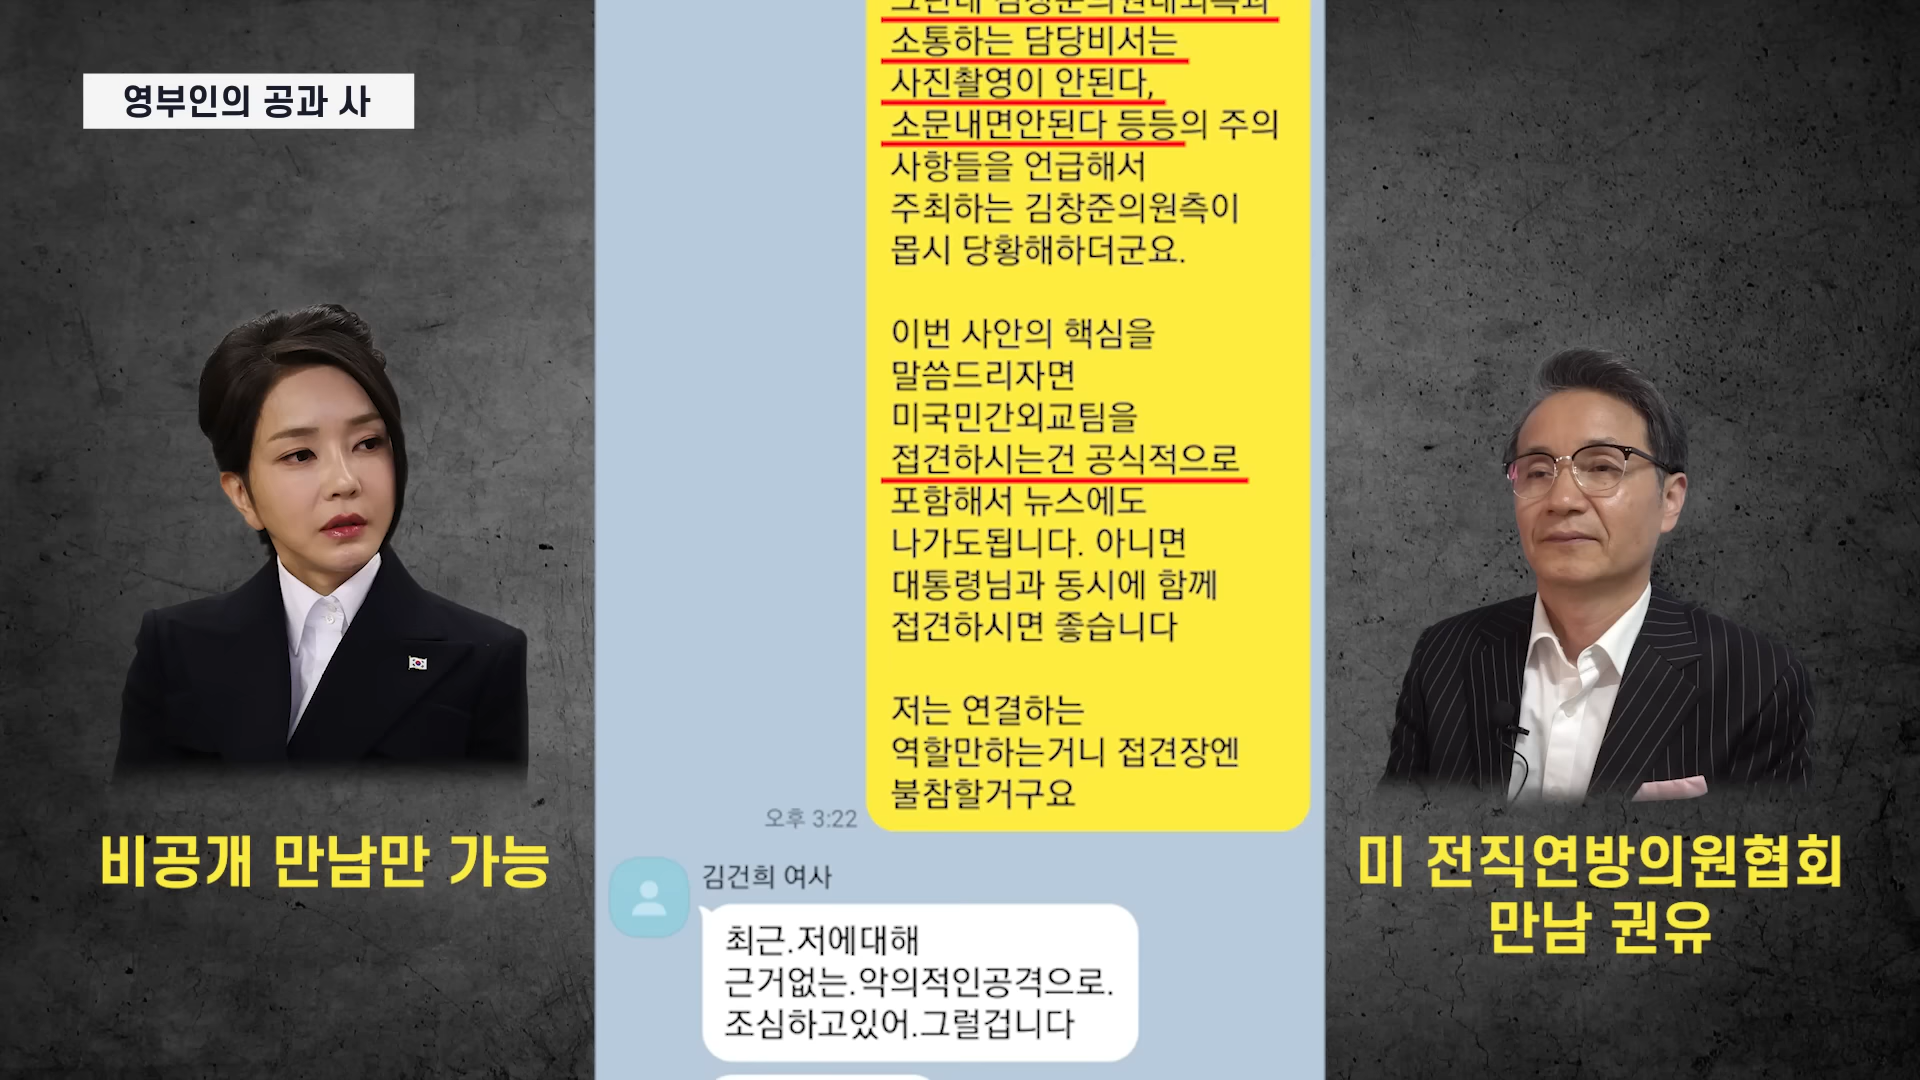 영부인의 공과 사
소통하는 담당비서는
사진촬영이 안된다,
소문내면안된다 등등의 주의
사항들을 언급해서
주최하는 김창준의원측이
몹시 당황해하더군요.
이번 사안의 핵심을
말씀드리자면
미국민간외교팀을
접견하시는건 공식적으로
포함해서 뉴스에도
나가도됩니다. 아니면
대통령님과 동시에 함께
접견하시면 좋습니다
저는 연결하는
역할만하는거니 접견장엔
불참할거구요
오후 3:22
김건희 여사
최근.저에대해
근거없는.악의적인공격으로.
조심하고있어.그럴겁니다
비공개 만남만 가능
미 전직연방의원협회
만남 권유